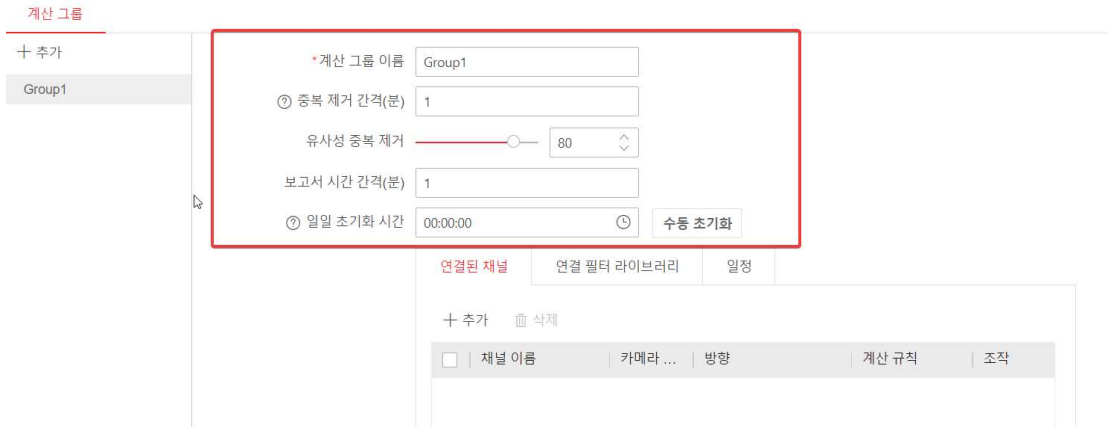 계산 그룹
추가
Group1
*계산 그룹 이름 Group1
중복 제거 간격(분) 1
유사성 중복 제거 80
보고서 시간 간격(분) 1
일일 초기화 시간 00:00:00 수동 초기화
연결된 채널 연결 필터 라이브러리 일정
추가 삭제
채널 이름 카메라 ... 방향 계산 규칙 조작